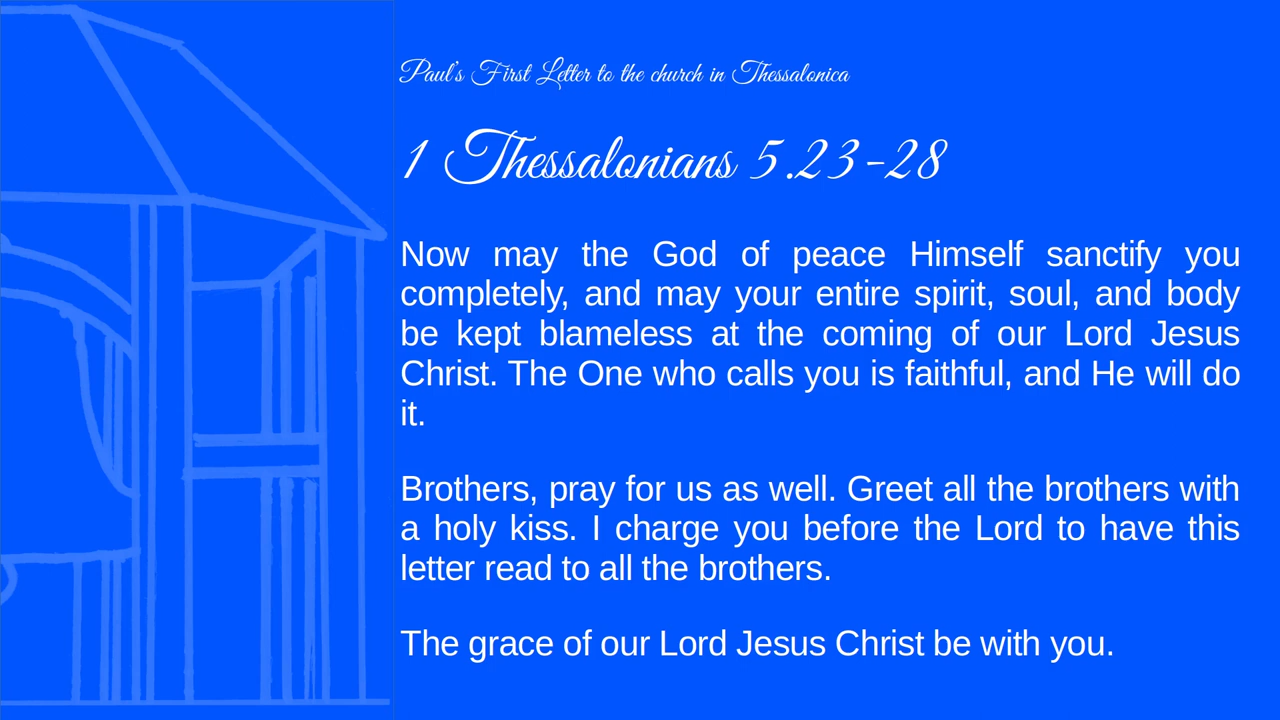 Paul's First Letter to the church in Thessalonica
1 Thessalonians 5.23-28
Now may the God of peace Himself sanctify you
completely, and may your entire spirit, soul, and body
be kept blameless at the coming of our Lord Jesus
Christ. The One who calls you is faithful, and He will do
it.
Brothers, pray for us as well. Greet all the brothers with
a holy kiss. I charge you before the Lord to have this
letter read to all the brothers.
The grace of our Lord Jesus Christ be with you.